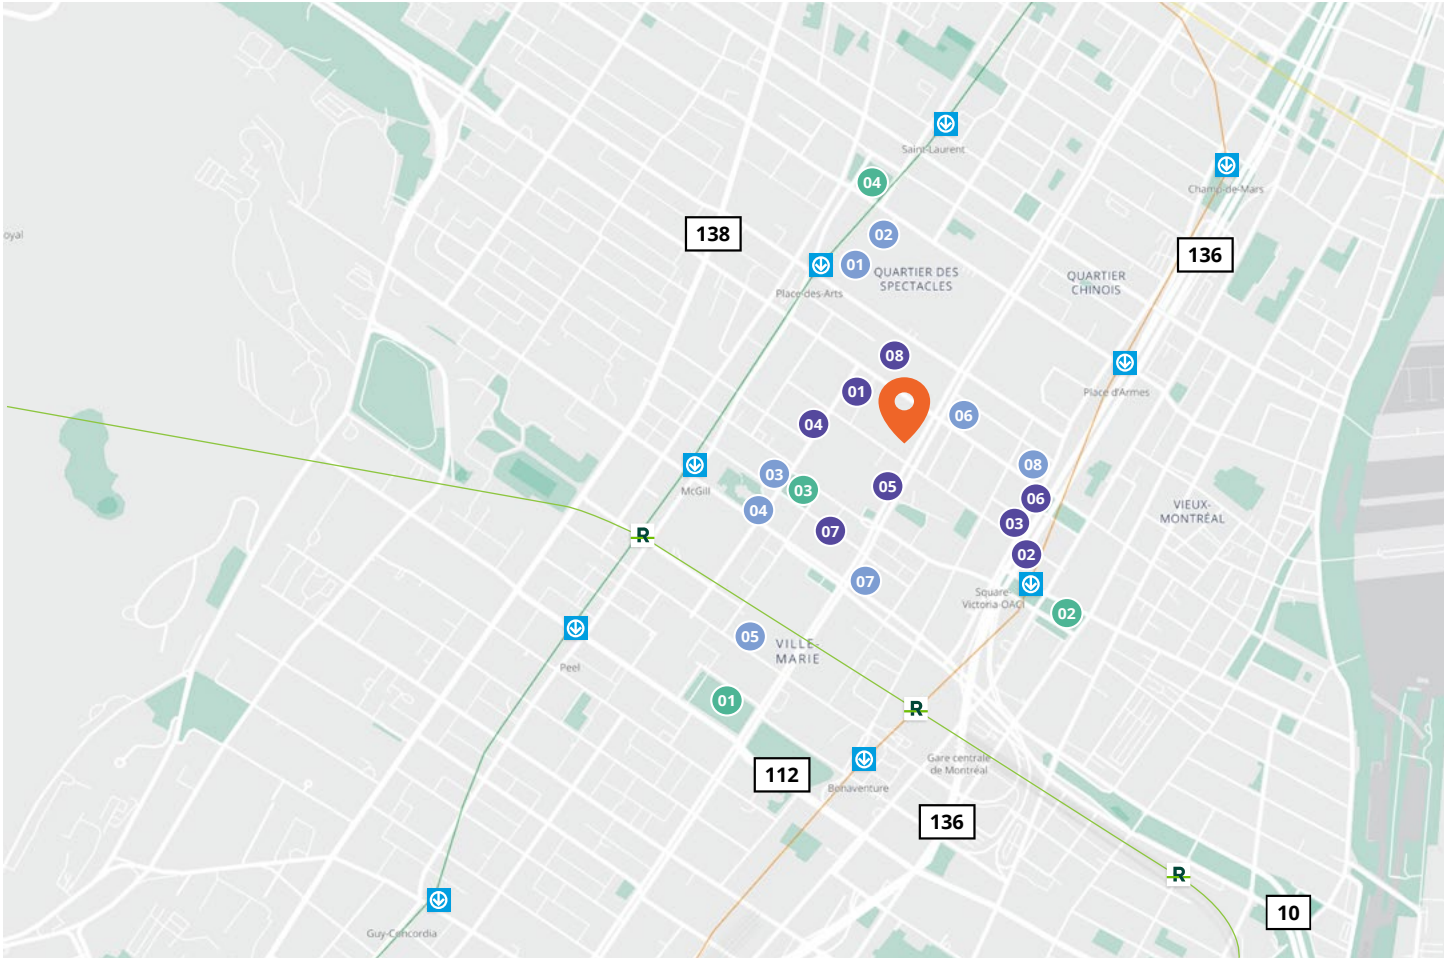 Saint-Laurent
04
Champ-de-Mars
oyal
138
02
136
01
QUARTIER DES
SPECTACLES
QUARTIER
CHINOIS
Place-des-Arts
08
01
Place d'Armes
04
06
03
08
McGill
03
05
06
04
VIEUX-
MONTRÉAL
03
07
R
02
07
Square-
Victoria-OACI
02
05
VILLE-
MARIE
Peel
01
R
112
Gare centrale
de Montréal
Bonaventure
136
R
10
Guy-Concordia